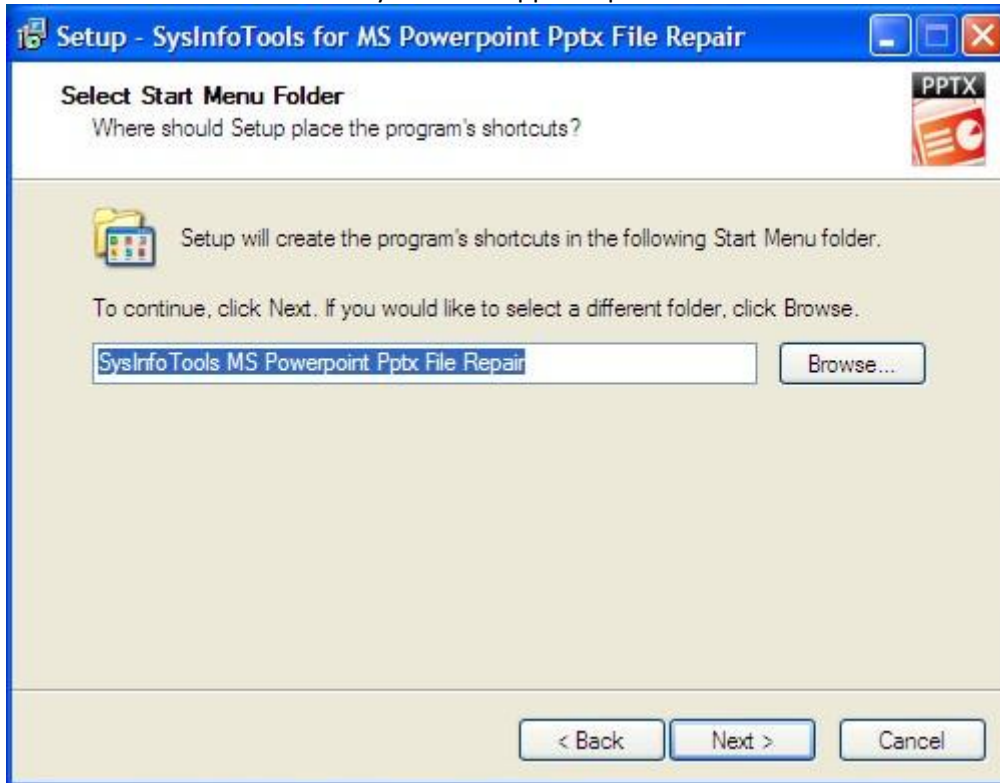 Setup - SysInfoTools for MS Powerpoint Pptx File Repair
Select Start Menu Folder
PPTX
Where should Setup place the program's shortcuts?
Setup will create the program's shortcuts in the following Start Menu folder.
To continue, click Next. If you would like to select a different folder, click Browse.
SysInfoTools MS Powerpoint Pptx File Repair
Browse...
< Back
Next >
Cancel